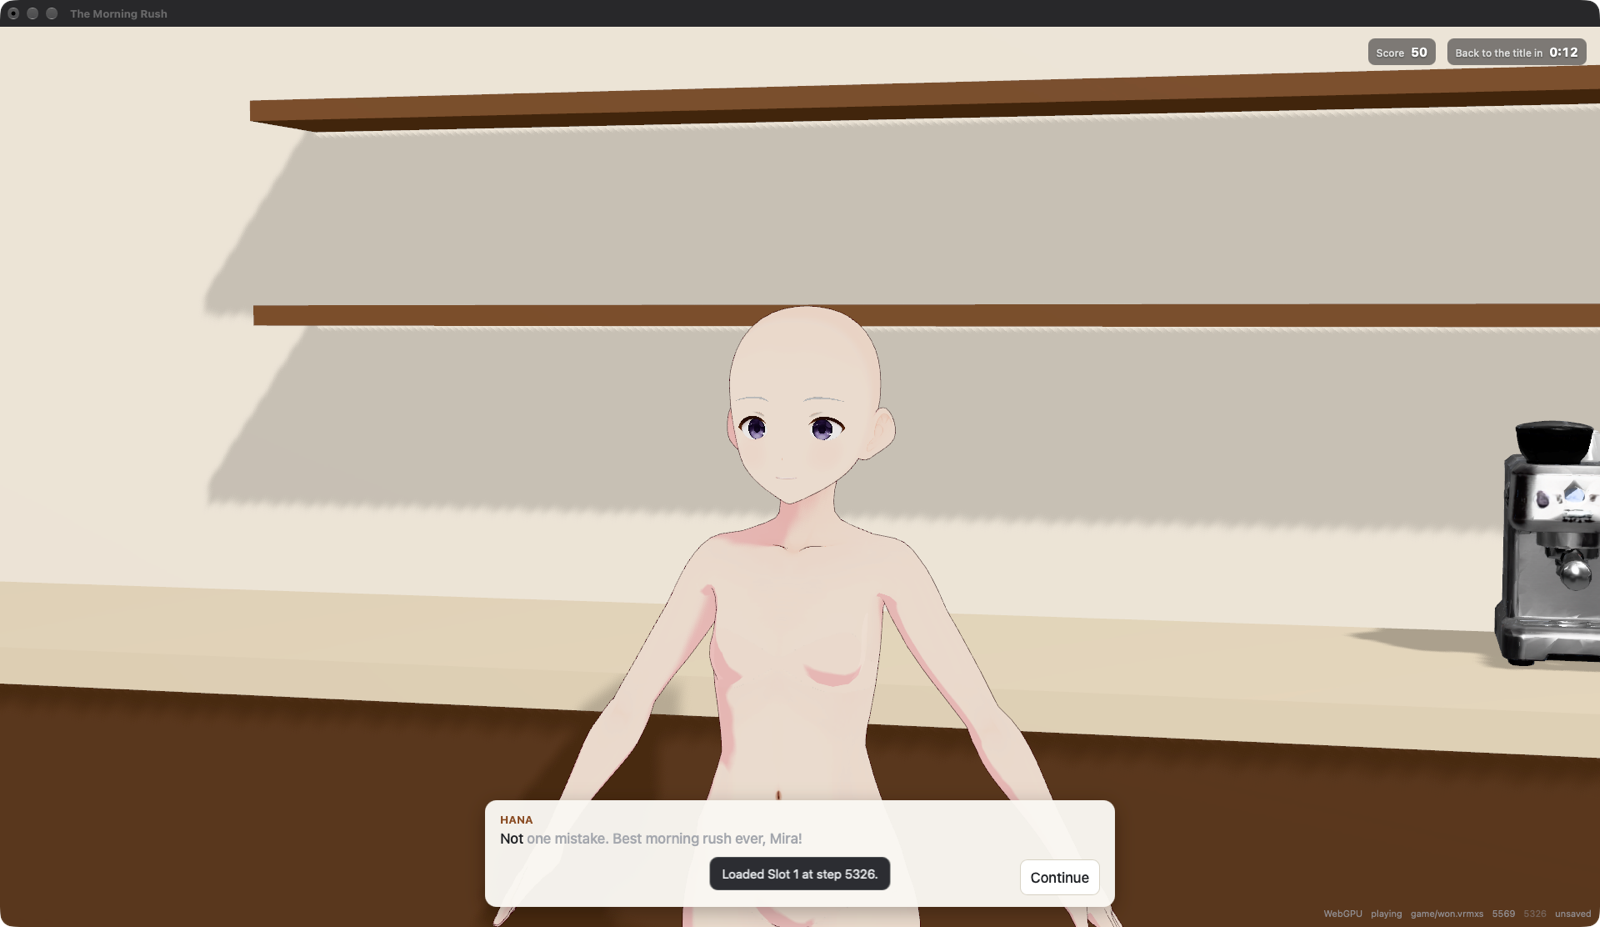 The Morning Rush
Score 50
Back to the title in 0:12
HANA
Not one mistake. Best morning rush ever, Mira!
Loaded Slot 1 at step 5326.
Continue
WebGPU playing game/won.vrmxs 5569 5326 unsaved